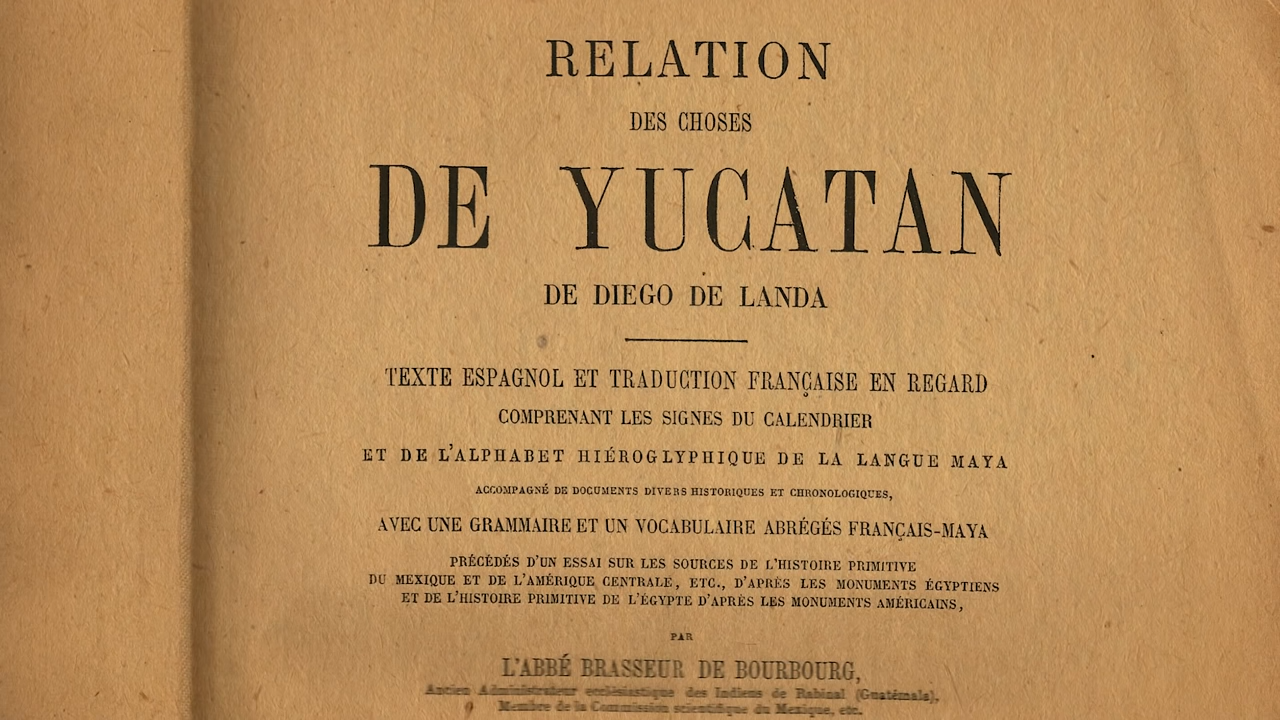 RELATION
DES CHOSES
DE YUCATAN
DE DIEGO DE LANDA
TEXTE ESPAGNOL ET TRADUCTION FRANÇAISE EN REGARD
COMPRENANT LES SIGNES DU CALENDRIER
ET DE L'ALPHABET HIÉROGLYPHIQUE DE LA LANGUE MAYA
ACCOMPAGNÉ DE DOCUMENTS DIVERS HISTORIQUES ET CHRONOLOGIQUES,
AVEC UNE GRAMMAIRE ET UN VOCABULAIRE ABRÉGÉS FRANÇAIS-MAYA
PRÉCÉDÉS D'UN ESSAI SUR LES SOURCES DE L'HISTOIRE PRIMITIVE
DU MEXIQUE ET DE L'AMÉRIQUE CENTRALE, ETC., D'APRÈS LES MONUMENTS ÉGYPTIENS
ET DE L'HISTOIRE PRIMITIVE DE L'ÉGYPTE D'APRÈS LES MONUMENTS AMÉRICAINS,
PAR
L'ABBÉ BRASSEUR DE BOURBOURG,
Ancien Administrateur ecclésiastique des Indiens de Rabinal (Guatémala),
Membre de la Commission scientifique du Mexique, etc.